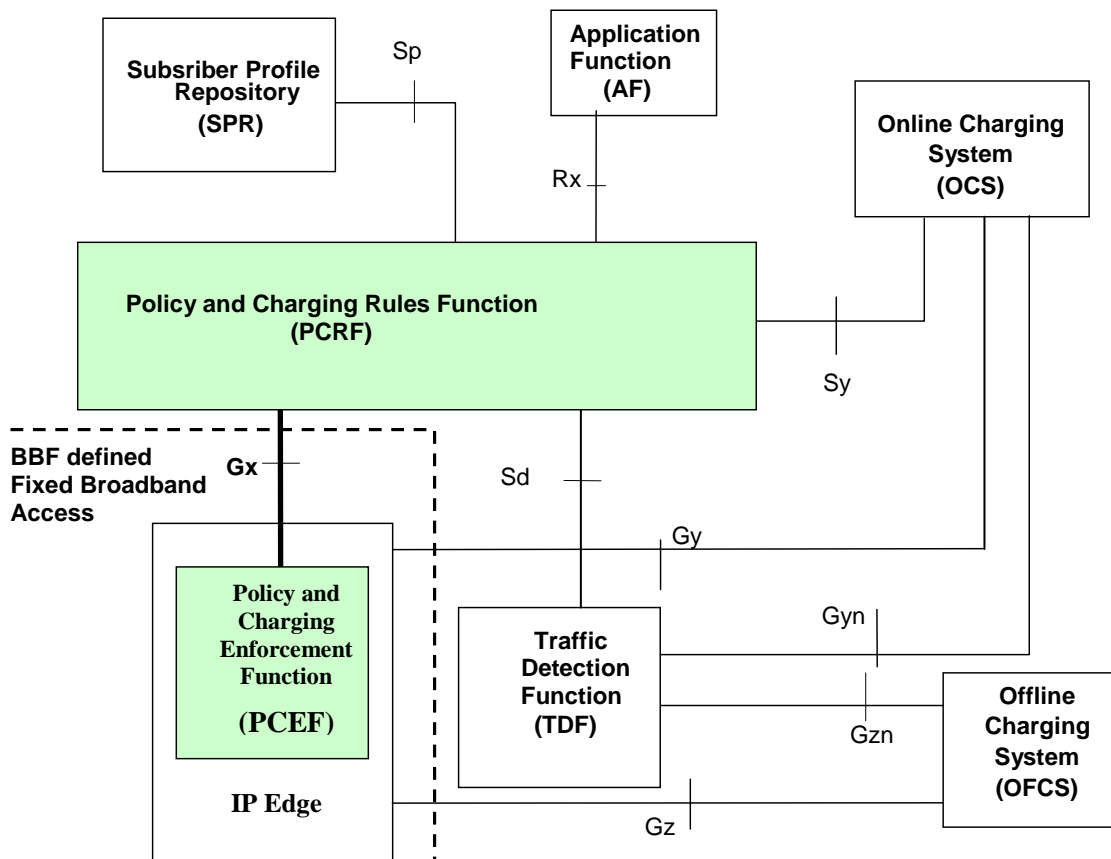 Subsriber Profile
Repository
(SPR)
Sp
Application
Function
(AF)
Rx
Online Charging
System
(OCS)
Policy and Charging Rules Function
(PCRF)
Sy
BBF defined
Fixed Broadband
Access
Gx
Sd
Gy
Policy and
Charging
Enforcement
Function
(PCEF)
IP Edge
Traffic
Detection
Function
(TDF)
Gyn
Gzn
Offline
Charging
System
(OFCS)
Gz